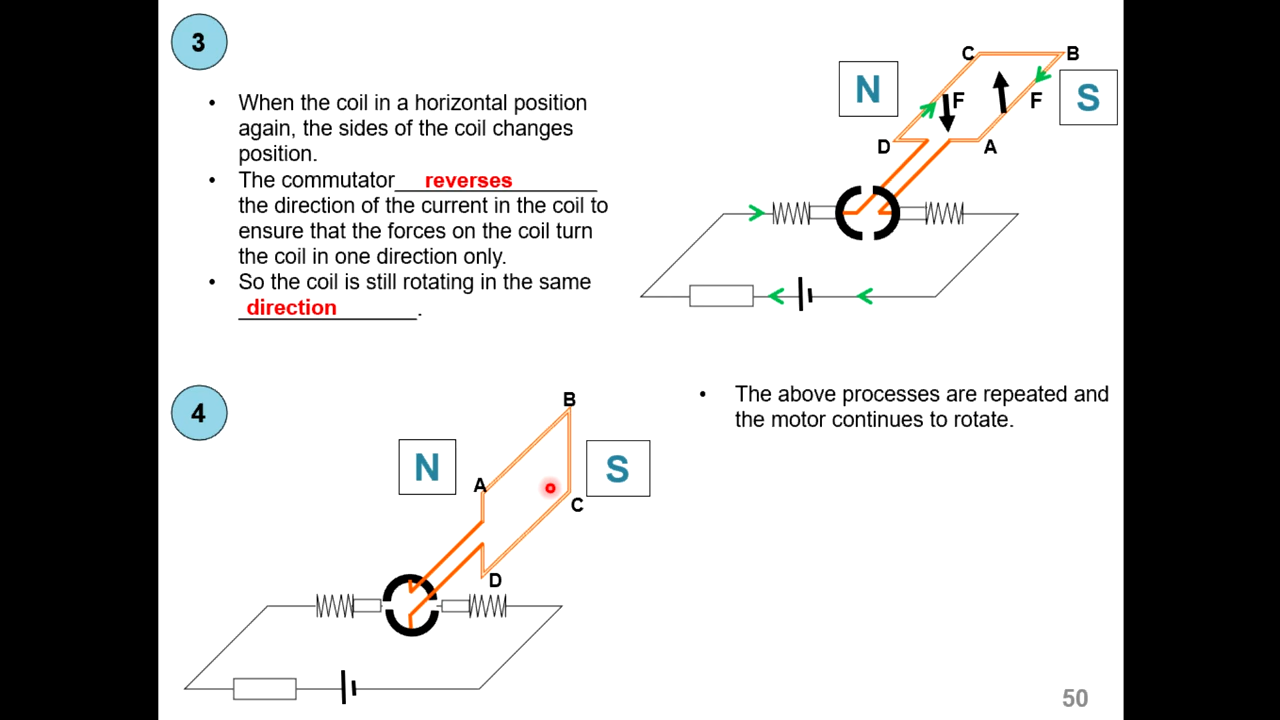 3
• When the coil in a horizontal position
again, the sides of the coil changes
position.
• The commutator__reverses________
the direction of the current in the coil to
ensure that the forces on the coil turn
the coil in one direction only.
• So the coil is still rotating in the same
direction.
C
B
N
F
F
S
D
A
4
• The above processes are repeated and
the motor continues to rotate.
B
N
S
A
C
D
50